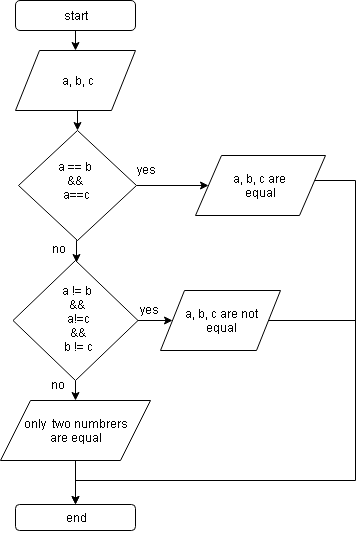 start
a, b, c
a == b
&&
a==c
yes
a, b, c are
equal
no
a != b
&&
a!=c
&&
b != c
yes
a, b, c are not
equal
no
only two numbrers
are equal
end